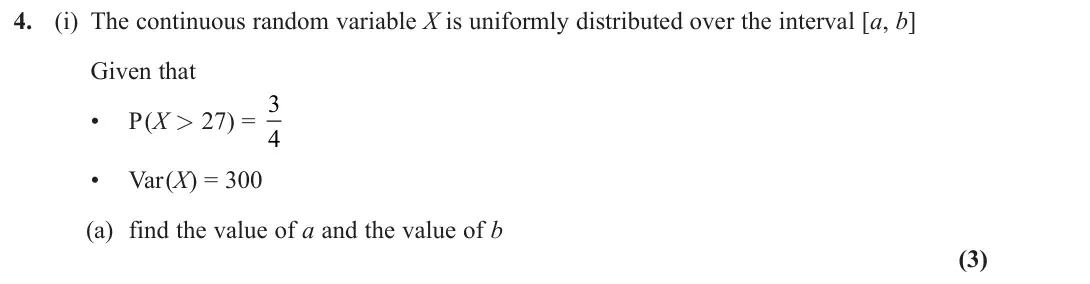 4. (i) The continuous random variable X is uniformly distributed over the interval [a, b]
Given that
• P(X > 27) = 3/4
• Var(X) = 300
(a) find the value of a and the value of b
(3)